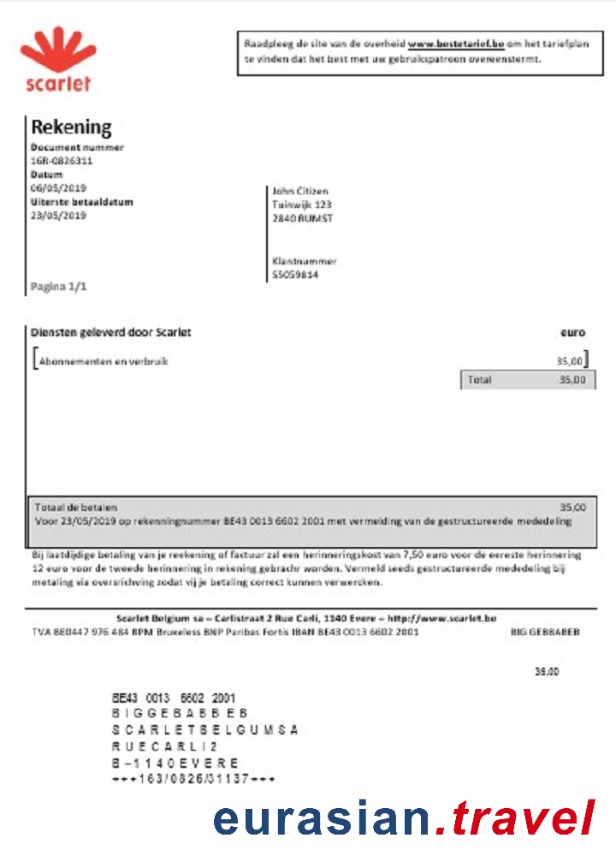 scarlet
Raadpleeg de site van de overheid www.bestetarief.be om het tariefplan
te vinden dat het best met uw gebruikspatroon overeenstermt.
Rekening
Document nummer
16R-0826311
Datum
06/05/2019
Uiterste betaaldatum
23/05/2019
John Citizen
Tuinwijk 123
2840 RUMST
Klantnummer
S5059814
Pagina 1/1
Diensten geleverd door Scarlet euro
[Abonnementen en verbruik 35,00]
Total 35,00
Totaal de betalen 35,00
Voor 23/05/2019 op rekenningnummer BE43 0013 6602 2001 met vermelding van de gestructureerde mededeling
Bij laatdijdige betaling van je reekening of factuur zal een herinneringskost van 7,50 euro voor de eereste herinnering
12 euro voor de tweede herinnering in rekening gebrachr worden. Vermeld seeds gestructureerde mededeling bij
metaling via oversrichving zodat vij je betaling correct kunnen verwercken.
Scarlet Belgium sa – Carlistraat 2 Rue Carli, 1140 Evere – http://www.scarlet.be
TVA BE0447 976 484 RPM Bruxeless BNP Paribas Fortis IBAN BE43 0013 6602 2001 BIG GEBBABEB
36.00
BE43 0013 6602 2001
BIGGEBABBEB
SCARLETBELGUMSA
RUECARLI2
B-1140EVERE
+++163/0826/31137+++
eurasian.travel